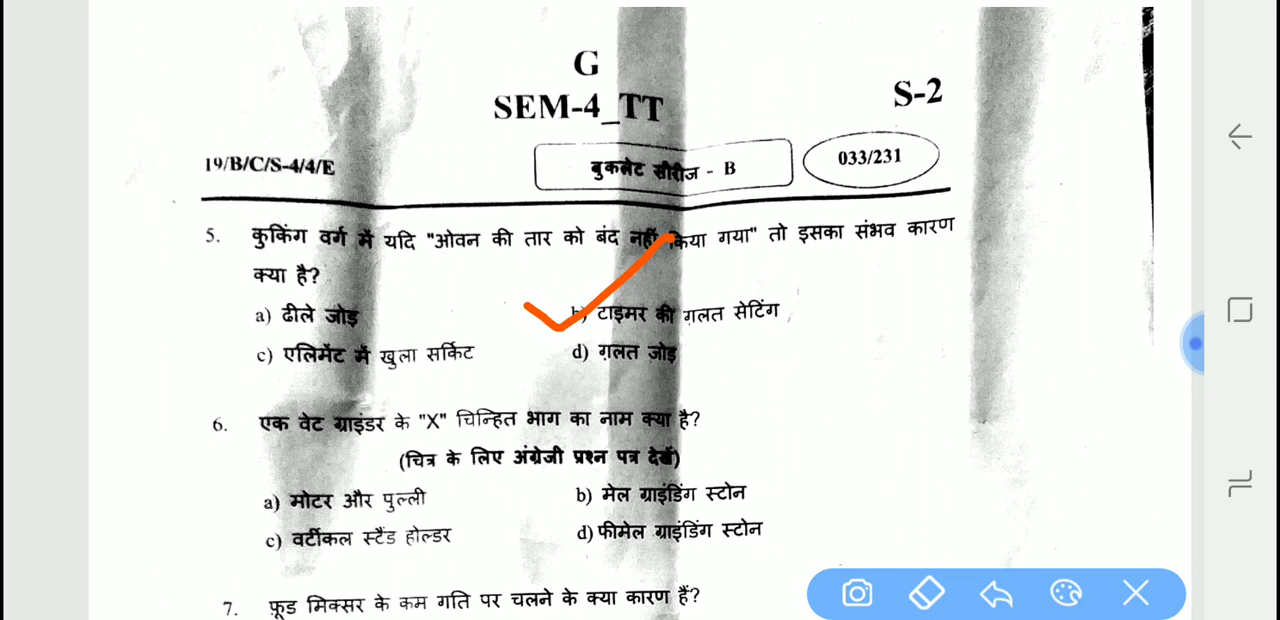 G
SEM-4_TT
S-2
19/B/C/S-4/4/E
बुकलेट सीरीज - B
033/231
5. कुकिंग वर्ग में यदि "ओवन की तार को बंद नहीं किया गया" तो इसका संभव कारण
क्या है?
a) ढीले जोड़
b) टाइमर की ग़लत सेटिंग
c) एलिमेंट में खुला सर्किट
d) ग़लत जोड़
6. एक वेट ग्राइंडर के "X" चिन्हित भाग का नाम क्या है?
(चित्र के लिए अंग्रेजी प्रश्न पत्र देखें)
a) मोटर और पुल्ली
b) मेल ग्राइंडिंग स्टोन
c) वर्टीकल स्टैंड होल्डर
d) फीमेल ग्राइंडिंग स्टोन
7. फ़ूड मिक्सर के कम गति पर चलने के क्या कारण हैं?